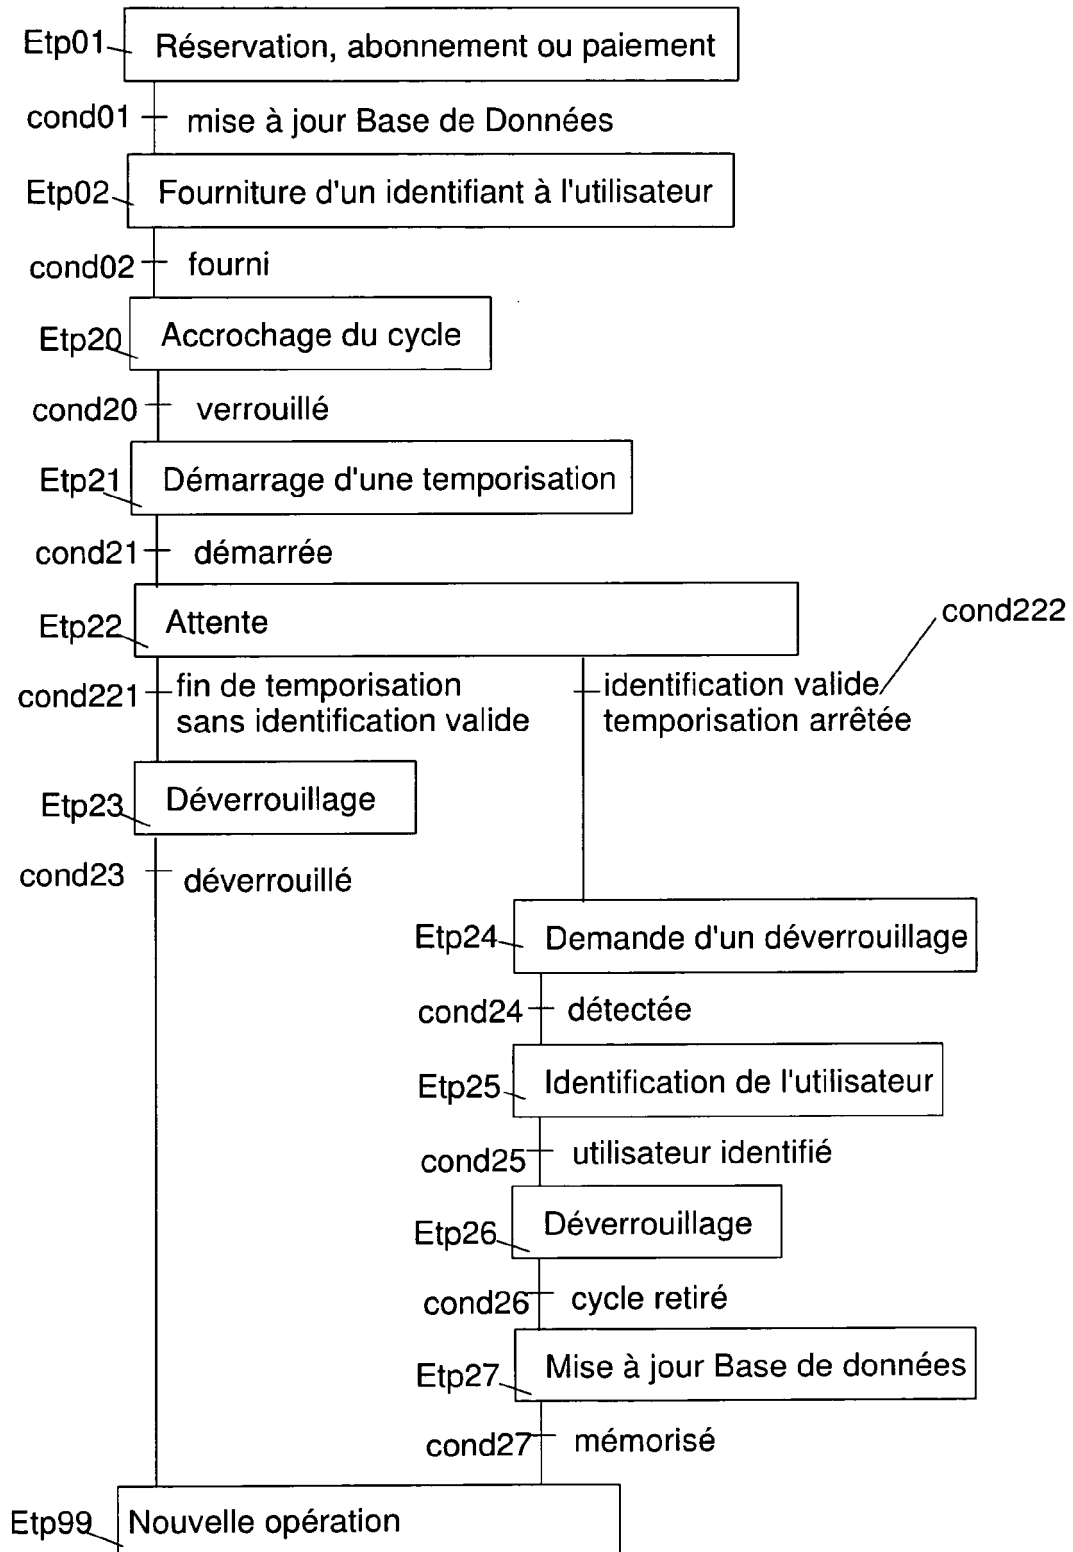 Etp01 Réservation, abonnement ou paiement
cond01 mise à jour Base de Données
Etp02 Fourniture d'un identifiant à l'utilisateur
cond02 fourni
Etp20 Accrochage du cycle
cond20 verrouillé
Etp21 Démarrage d'une temporisation
cond21 démarrée
Etp22 Attente
cond222
cond221 fin de temporisation
sans identification valide
identification valide
temporisation arrêtée
Etp23 Déverrouillage
cond23 déverrouillé
Etp24 Demande d'un déverrouillage
cond24 détectée
Etp25 Identification de l'utilisateur
cond25 utilisateur identifié
Etp26 Déverrouillage
cond26 cycle retiré
Etp27 Mise à jour Base de données
cond27 mémorisé
Etp99 Nouvelle opération